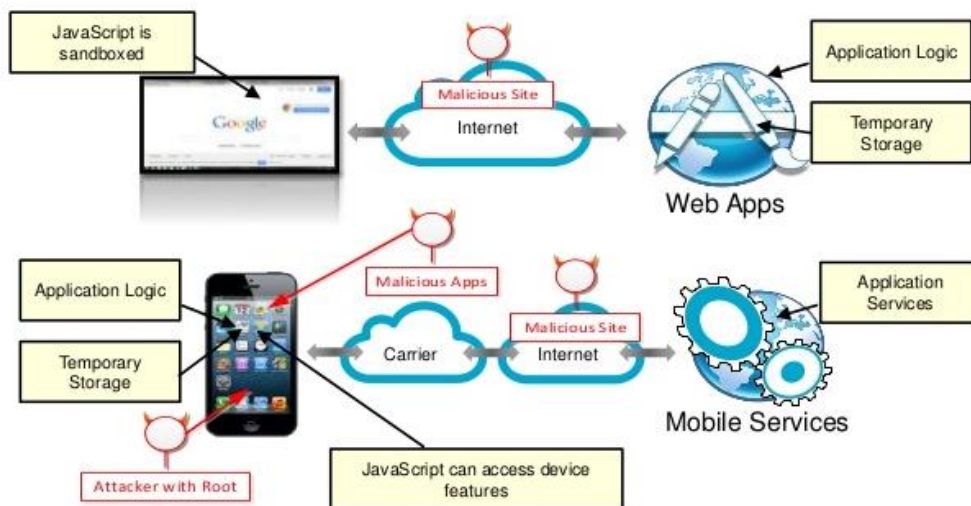 JavaScript is
sandboxed
Google
Malicious Site
Internet
Application Logic
Temporary
Storage
Web Apps
Application Logic
Temporary
Storage
Malicious Apps
Carrier
Malicious Site
Internet
Application
Services
Mobile Services
Attacker with Root
JavaScript can access device
features